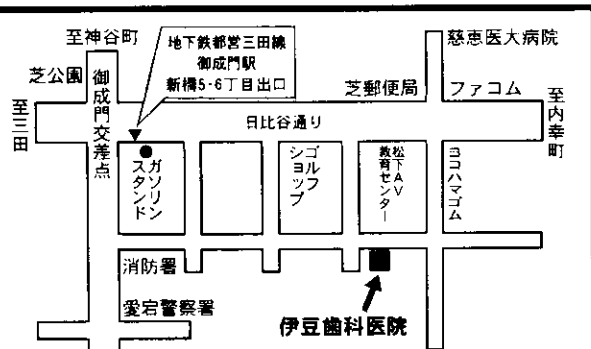 至神谷町
地下鉄都営三田線
御成門駅
新橋5-6丁目出口
慈恵医大病院
芝公園
御成門交差点
芝郵便局
ファコム
至三田
日比谷通り
至内幸町
ガソリン
スタンド
ゴルフ
ショップ
松下AV
教育センター
ヨコハマゴム
消防署
愛宕警察署
伊豆歯科医院